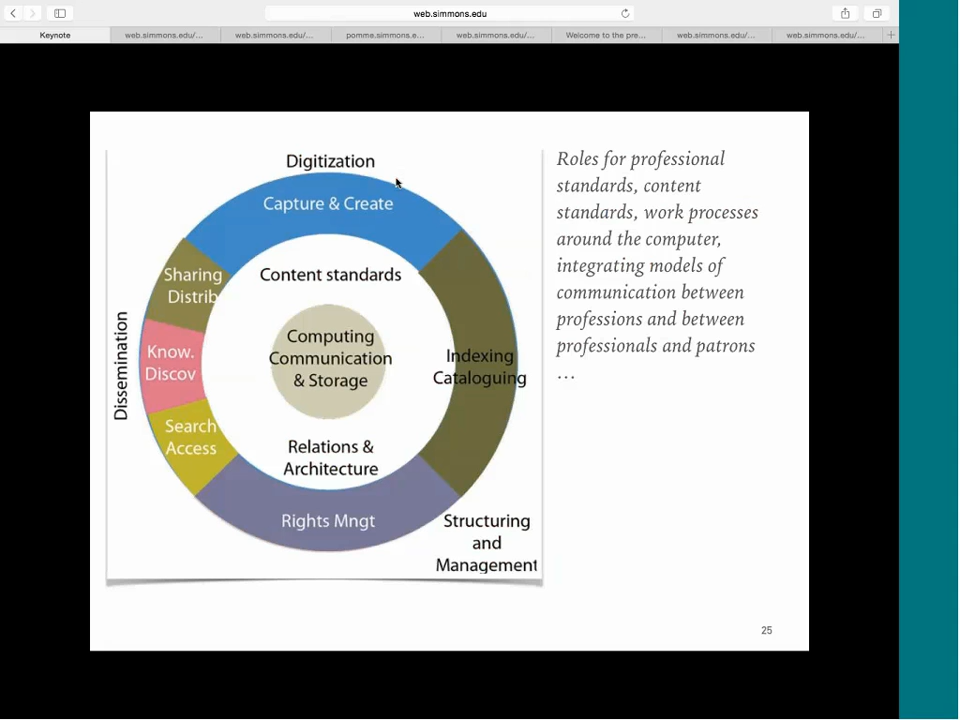 web.simmons.edu
Keynote
web.simmons.edu/...
web.simmons.edu/...
pomme.simmons.e...
web.simmons.edu/...
Welcome to the pre...
web.simmons.edu/...
web.simmons.edu/...
Digitization
Capture & Create
Sharing
Distrib
Content standards
Computing
Communication
& Storage
Know.
Discov
Dissemination
Indexing
Cataloguing
Search
Access
Relations &
Architecture
Rights Mngt
Structuring
and
Management
Roles for professional
standards, content
standards, work processes
around the computer,
integrating models of
communication between
professions and between
professionals and patrons
...
25